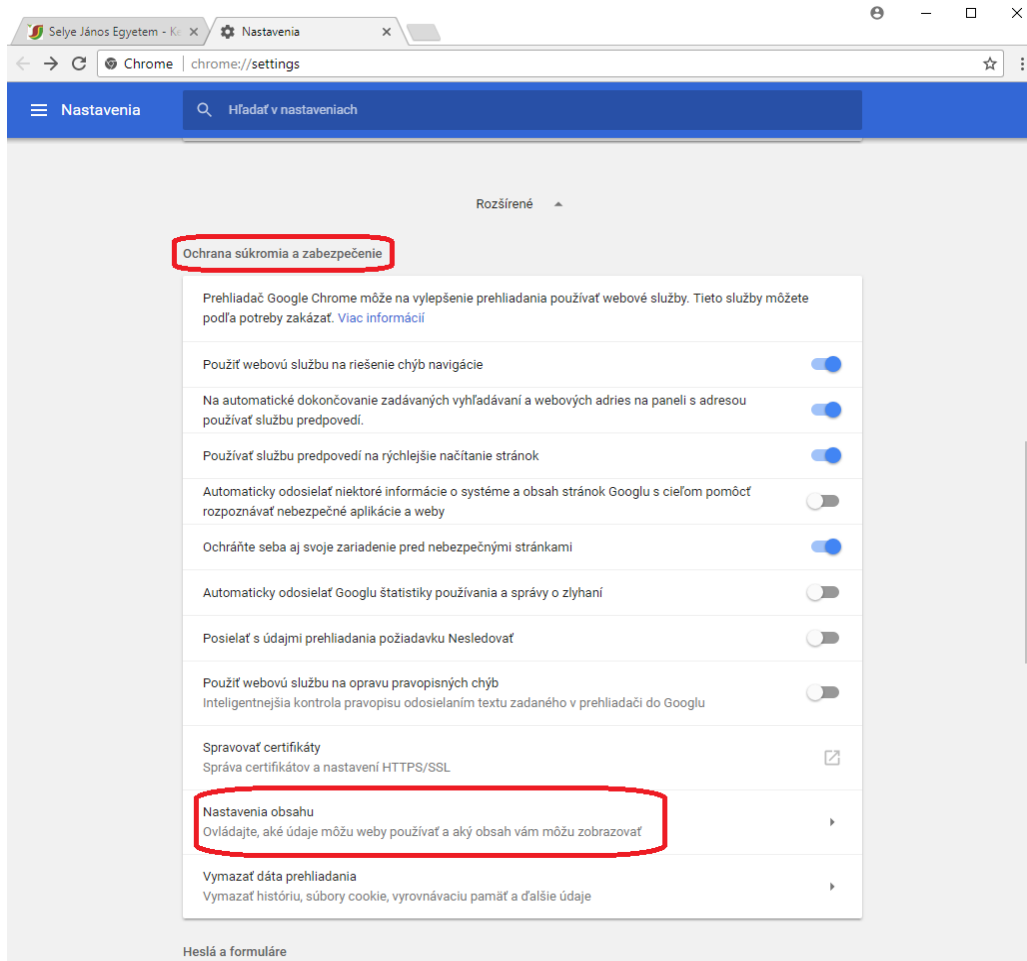 Selye János Egyetem - Ke
Nastavenia
Chrome
chrome://settings
Nastavenia
Hľadať v nastaveniach
Rozšírené
Ochrana súkromia a zabezpečenie
Prehliadač Google Chrome môže na vylepšenie prehliadania používať webové služby. Tieto služby môžete
podľa potreby zakázať. Viac informácií
Použiť webovú službu na riešenie chýb navigácie
Na automatické dokončovanie zadávaných vyhľadávaní a webových adries na paneli s adresou
používať službu predpovedí.
Používať službu predpovedí na rýchlejšie načítanie stránok
Automaticky odosielať niektoré informácie o systéme a obsah stránok Googlu s cieľom pomôcť
rozpoznávať nebezpečné aplikácie a weby
Ochráňte seba aj svoje zariadenie pred nebezpečnými stránkami
Automaticky odosielať Googlu štatistiky používania a správy o zlyhaní
Posielať s údajmi prehliadania požiadavku Nesledovať
Použiť webovú službu na opravu pravopisných chýb
Inteligentnejšia kontrola pravopisu odosielaním textu zadaného v prehliadači do Googlu
Spravovať certifikáty
Správa certifikátov a nastavení HTTPS/SSL
Nastavenia obsahu
Ovládajte, aké údaje môžu weby používať a aký obsah vám môžu zobrazovať
Vymazať dáta prehliadania
Vymazať históriu, súbory cookie, vyrovnávaciu pamäť a ďalšie údaje
Heslá a formuláre